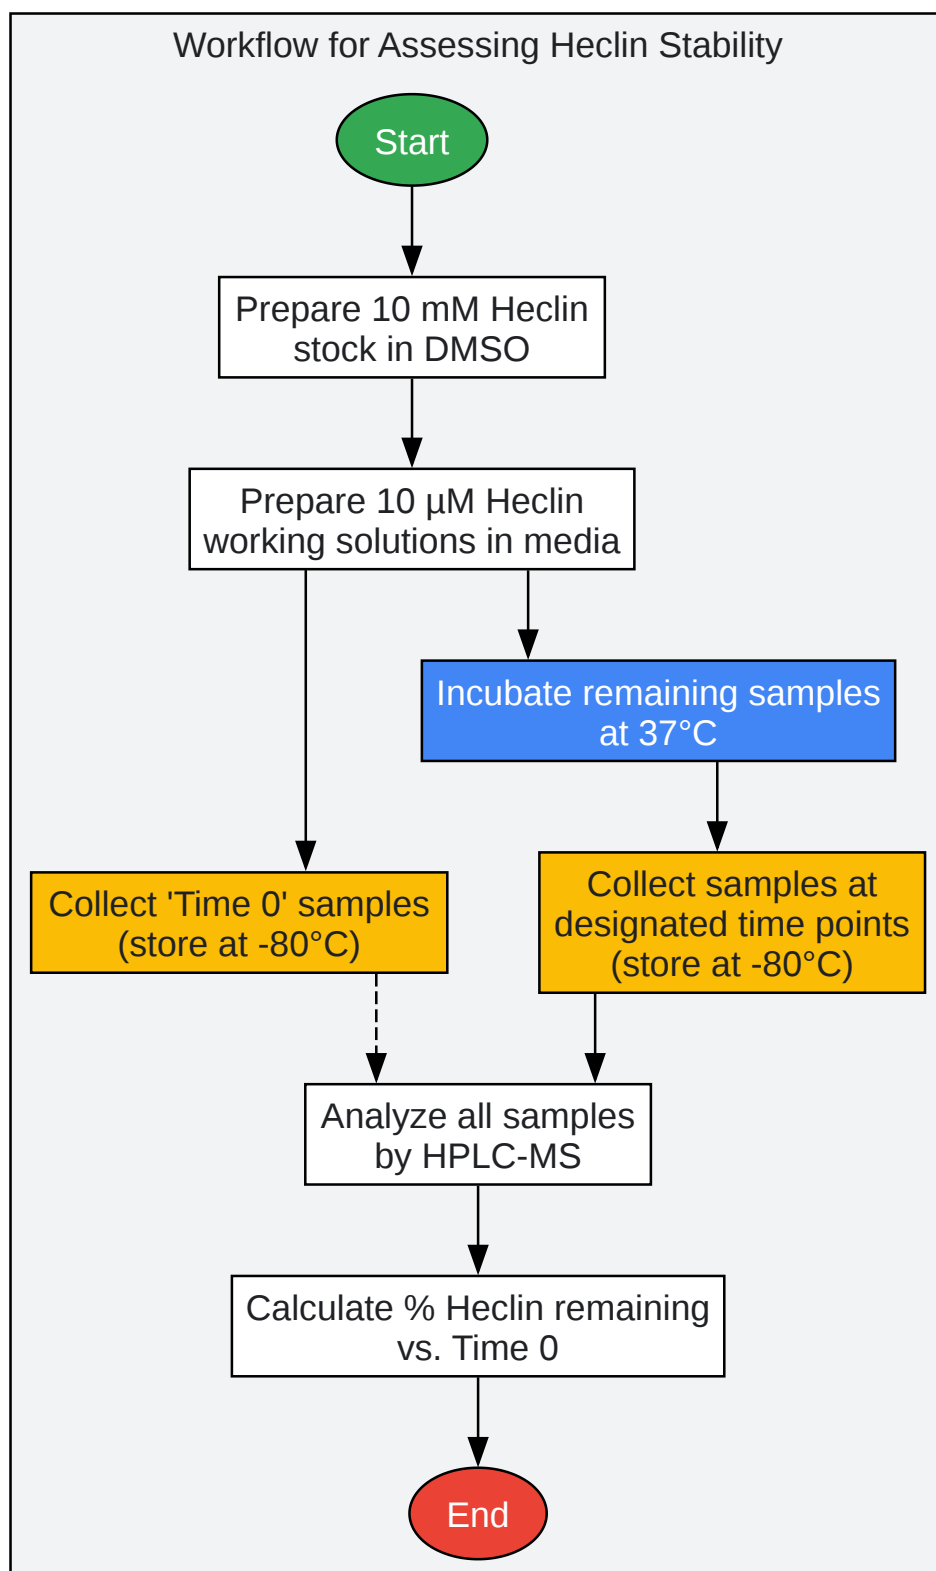 Workflow for Assessing Heclin Stability
Start
Prepare 10 mM Heclin
stock in DMSO
Prepare 10 µM Heclin
working solutions in media
Incubate remaining samples
at 37°C
Collect 'Time 0' samples
(store at -80°C)
Collect samples at
designated time points
(store at -80°C)
Analyze all samples
by HPLC-MS
Calculate % Heclin remaining
vs. Time 0
End